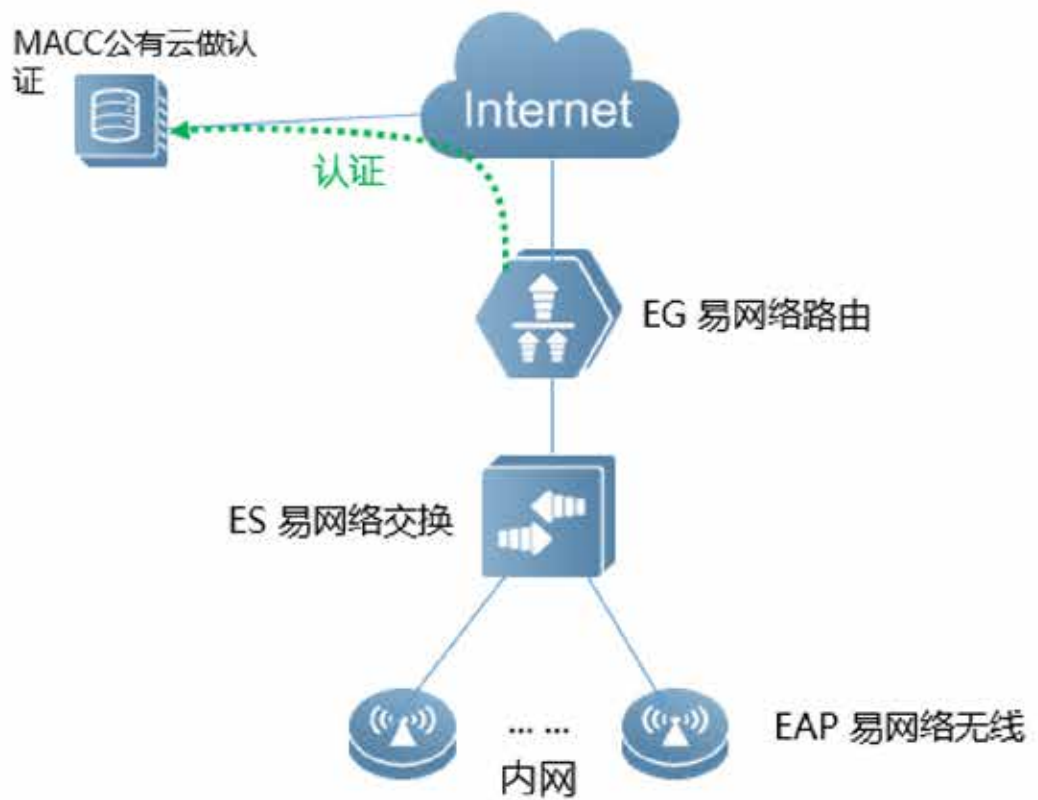 MACC公有云做认
证
Internet
认证
EG 易网络路由
ES 易网络交换
... ...
EAP 易网络无线
内网